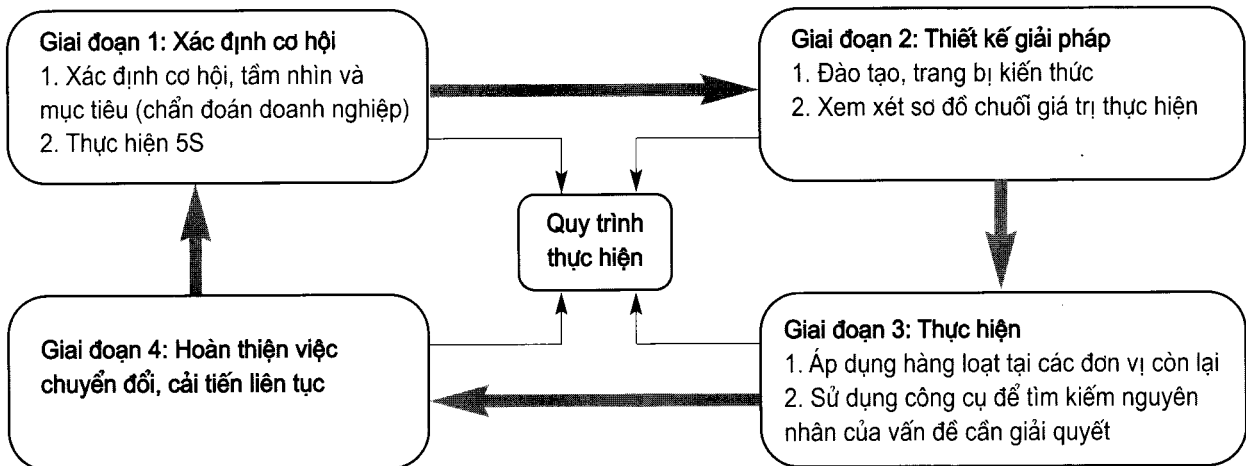 Giai đoạn 1: Xác định cơ hội
1. Xác định cơ hội, tầm nhìn và
mục tiêu (chẩn đoán doanh nghiệp)
2. Thực hiện 5S
Giai đoạn 2: Thiết kế giải pháp
1. Đào tạo, trang bị kiến thức
2. Xem xét sơ đồ chuỗi giá trị thực hiện
Quy trình
thực hiện
Giai đoạn 4: Hoàn thiện việc
chuyển đổi, cải tiến liên tục
Giai đoạn 3: Thực hiện
1. Áp dụng hàng loạt tại các đơn vị còn lại
2. Sử dụng công cụ để tìm kiếm nguyên
nhân của vấn đề cần giải quyết